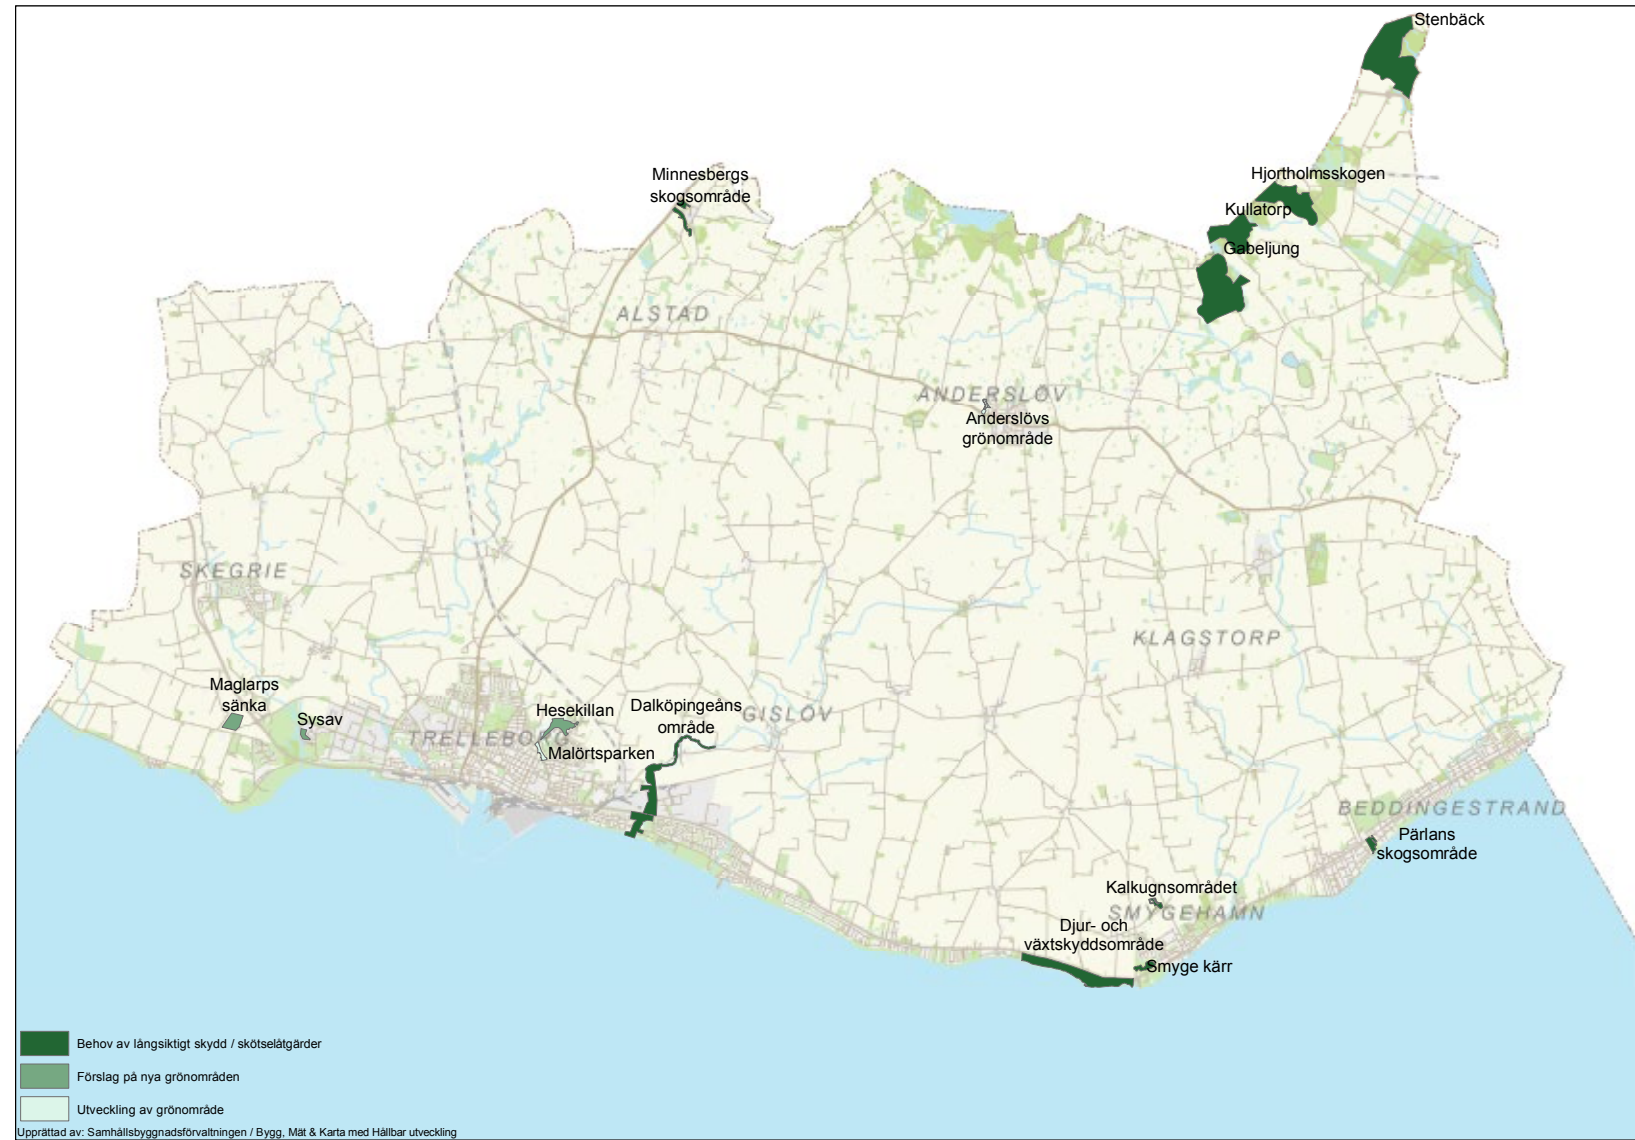 Stenbäck
Minnesbergs
skogsområde
Hjortholmsskogen
Kullatorp
Gabeljung
ALSTAD
ANDERSLÖV
Anderslövs
grönområde
SKEGRIE
KLAGSTORP
Maglarps
sänka
Sysav
Hesekillan
Dalköpingeåns
område
GISLÖV
TRELLEBO
Malörtsparken
BEDDINGESTRAND
Pärlans
skogsområde
Kalkugnsområdet
SMYGEHAMN
Djur- och
växtskyddsområde
Smyge kärr
Behov av långsiktigt skydd / skötselåtgärder
Förslag på nya grönområden
Utveckling av grönområde
Upprättad av: Samhällsbyggnadsförvaltningen / Bygg, Mät & Karta med Hållbar utveckling